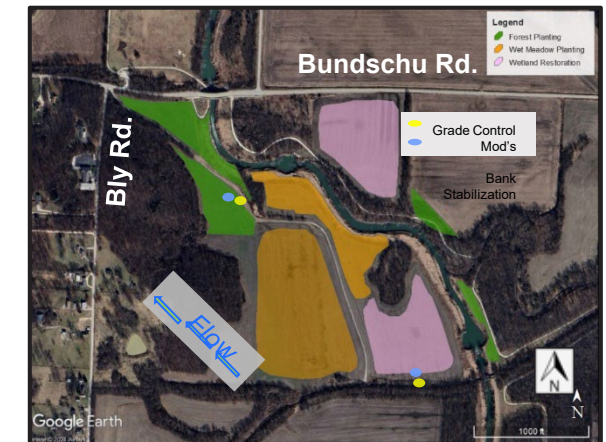 Legend
Forest Planting
Wet Meadow Planting
Wetland Restoration
Bundschu Rd.
Grade Control
Mod's
Bly Rd.
Bank
Stabilization
Flow
N
N
Google Earth
1000 ft